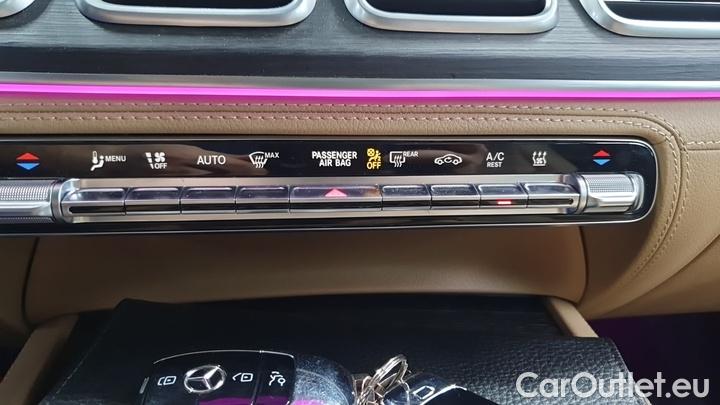 MENU OFF AUTO MAX PASSENGER AIR BAG OFF REAR A/C REST
CarOutlet.eu